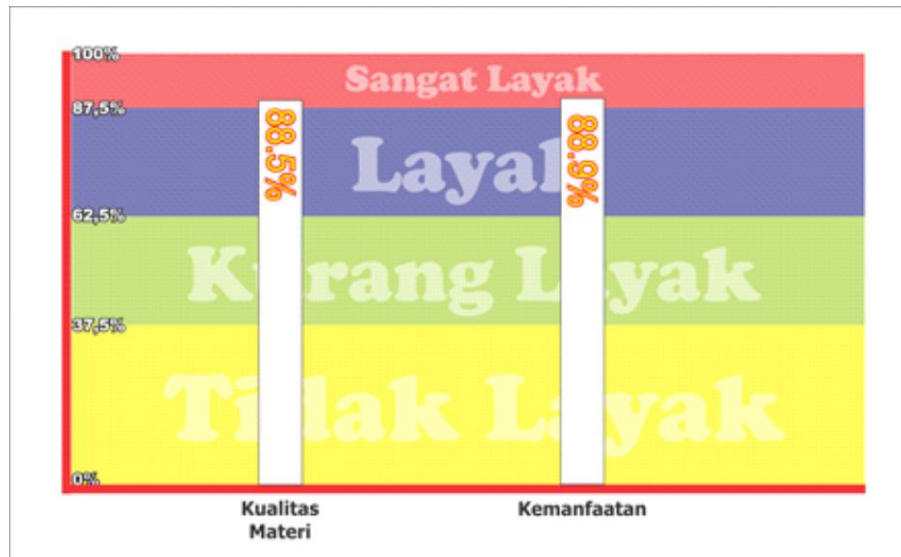 100%
Sangat Layak
87,5%
88.5%
88.9%
Layak
62,5%
Kurang Layak
37,5%
Tidak Layak
0%
Kualitas
Materi
Kemanfaatan